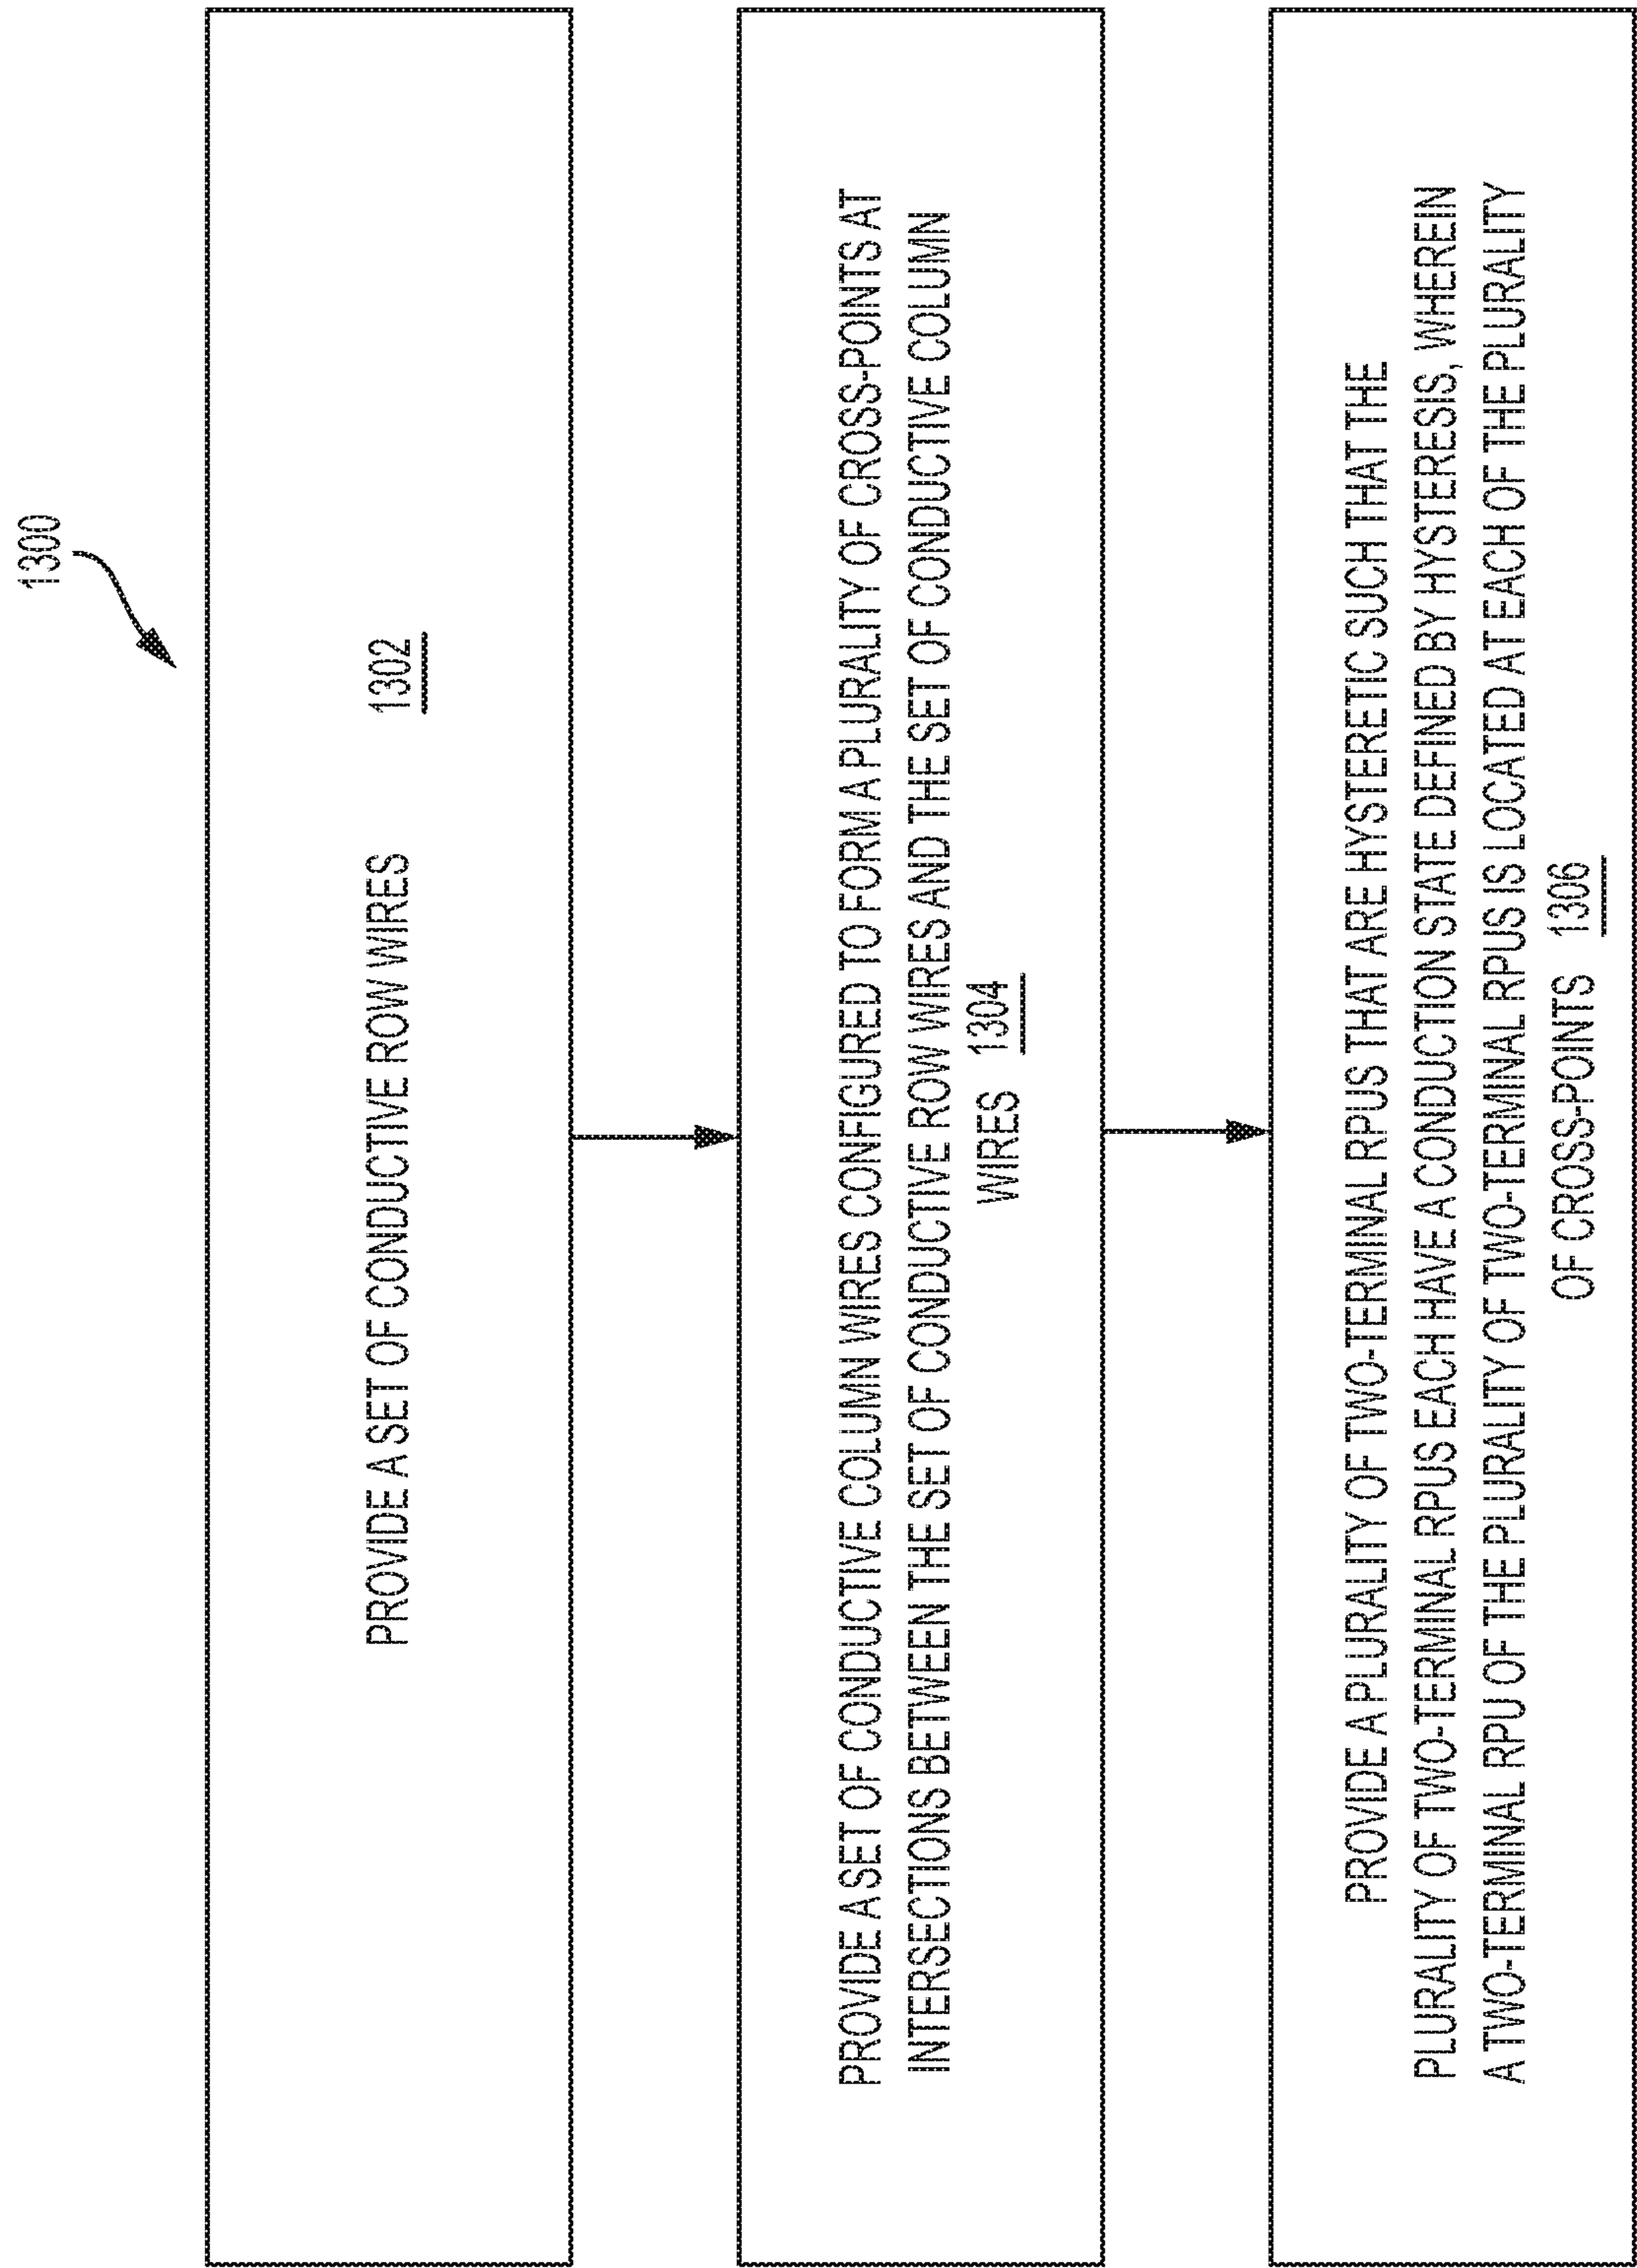 1300
PROVIDE A SET OF CONDUCTIVE ROW WIRES 1302
PROVIDE A SET OF CONDUCTIVE COLUMN WIRES CONFIGURED TO FORM A PLURALITY OF CROSS-POINTS AT
INTERSECTIONS BETWEEN THE SET OF CONDUCTIVE ROW WIRES AND THE SET OF CONDUCTIVE COLUMN
WIRES 1304
PROVIDE A PLURALITY OF TWO-TERMINAL RPUS THAT ARE HYSTERETIC SUCH THAT THE
PLURALITY OF TWO-TERMINAL RPUS EACH HAVE A CONDUCTION STATE DEFINED BY HYSTERESIS, WHEREIN
A TWO-TERMINAL RPU OF THE PLURALITY OF TWO-TERMINAL RPUS IS LOCATED AT EACH OF THE PLURALITY
OF CROSS-POINTS 1306